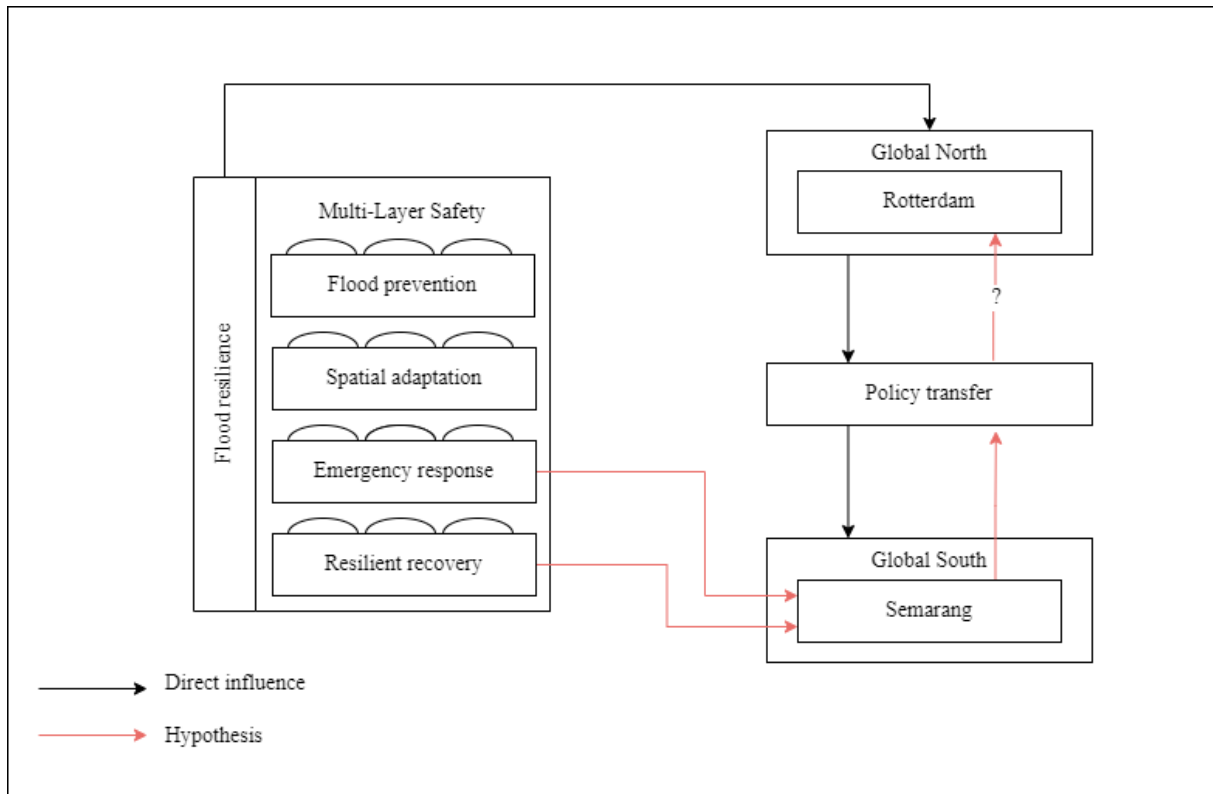 Flood resilience
Multi-Layer Safety
Flood prevention
Spatial adaptation
Emergency response
Resilient recovery
Global North
Rotterdam
?
Policy transfer
Global South
Semarang
Direct influence
Hypothesis